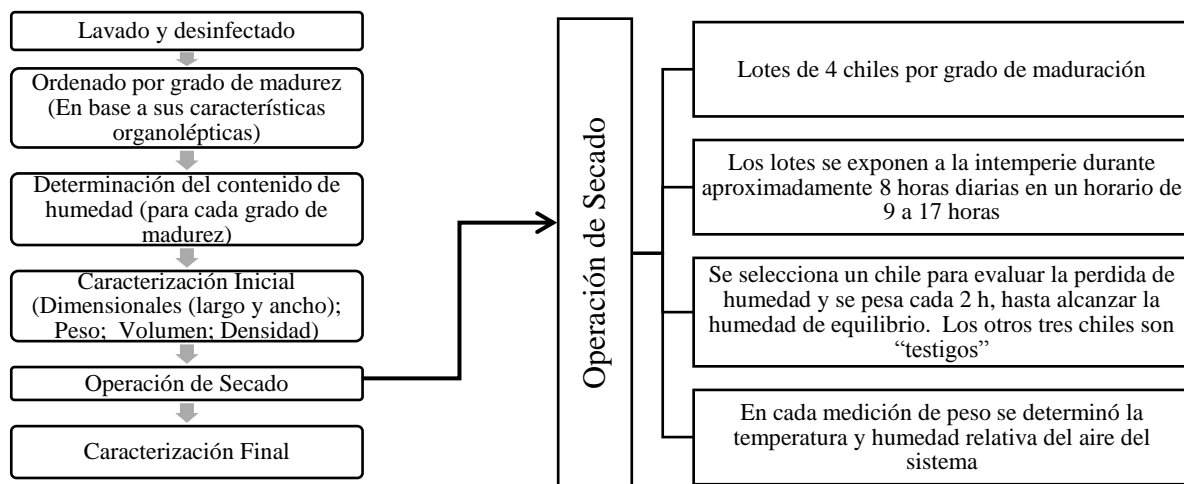 Lavado y desinfectado
Ordenado por grado de madurez
(En base a sus características
organolépticas)
Determinación del contenido de
humedad (para cada grado de
madurez)
Caracterización Inicial
(Dimensionales (largo y ancho);
Peso; Volumen; Densidad)
Operación de Secado
Caracterización Final
Operación de Secado
Lotes de 4 chiles por grado de maduración
Los lotes se exponen a la intemperie durante
aproximadamente 8 horas diarias en un horario de
9 a 17 horas
Se selecciona un chile para evaluar la perdida de
humedad y se pesa cada 2 h, hasta alcanzar la
humedad de equilibrio. Los otros tres chiles son
“testigos”
En cada medición de peso se determinó la
temperatura y humedad relativa del aire del
sistema